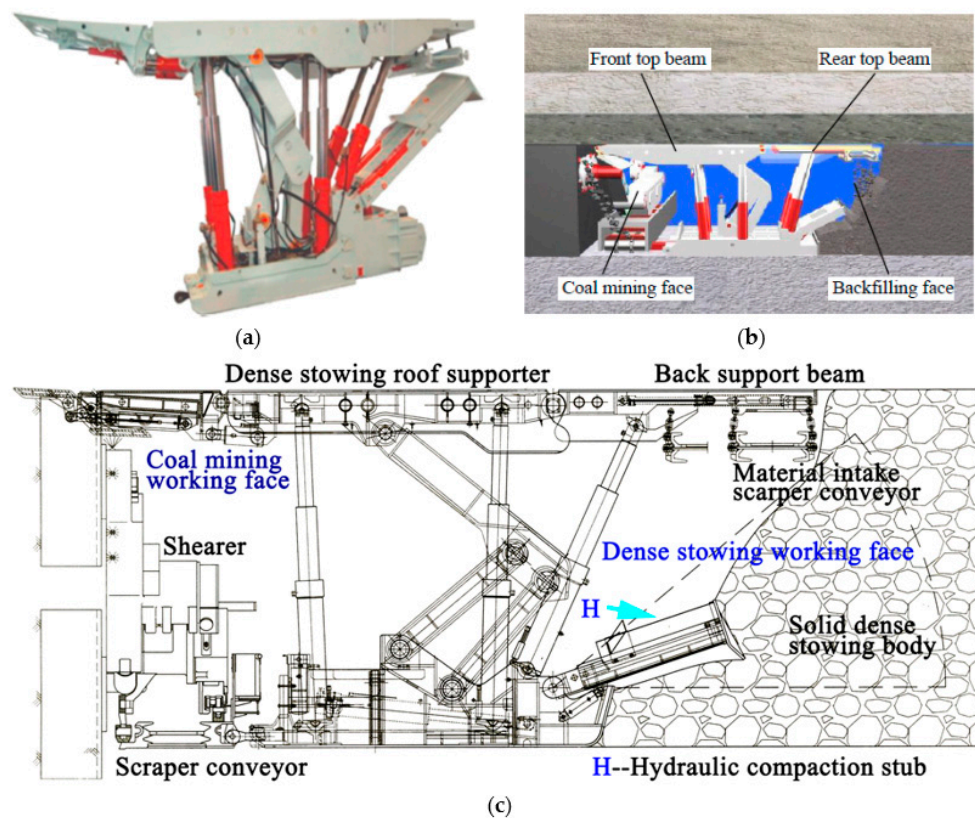 Front top beam
Rear top beam
Coal mining face
Backfilling face
(a)
(b)
Dense stowing roof supporter
Back support beam
Coal mining
working face
Material intake
scarper conveyor
Shearer
Dense stowing working face
H
Solid dense
stowing body
Scraper conveyor
H--Hydraulic compaction stub
(c)